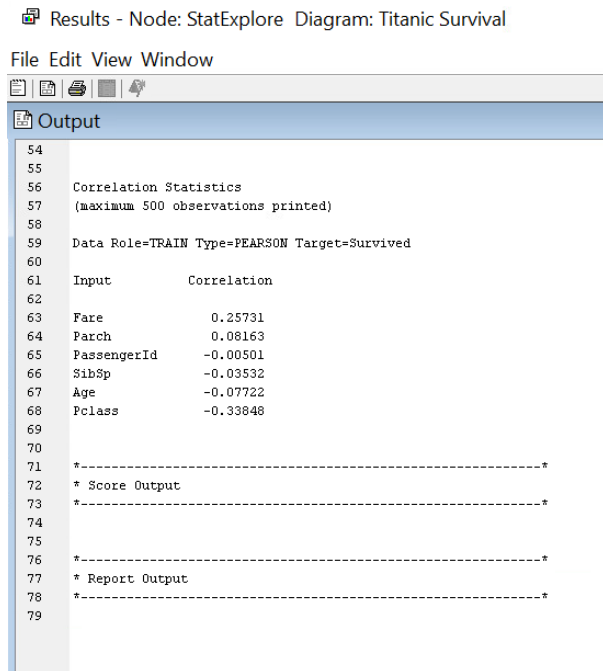 Results - Node: StatExplore Diagram: Titanic Survival
File Edit View Window
Output
54
55
56 Correlation Statistics
57 (maximum 500 observations printed)
58
59 Data Role=TRAIN Type=PEARSON Target=Survived
60
61 Input Correlation
62
63 Fare 0.25731
64 Parch 0.08163
65 PassengerId -0.00501
66 SibSp -0.03532
67 Age -0.07722
68 Pclass -0.33848
69
70
71 *------------------------------------------------------------*
72 * Score Output
73 *------------------------------------------------------------*
74
75
76 *------------------------------------------------------------*
77 * Report Output
78 *------------------------------------------------------------*
79